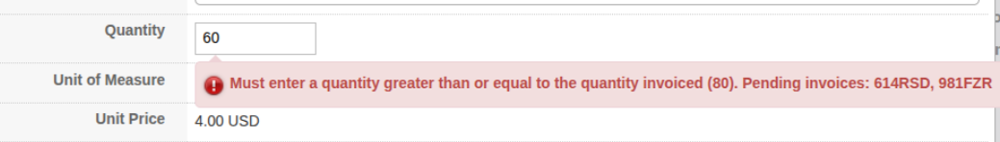 Quantity
60
Unit of Measure
Must enter a quantity greater than or equal to the quantity invoiced (80). Pending invoices: 614RSD, 981FZR
Unit Price
4.00 USD